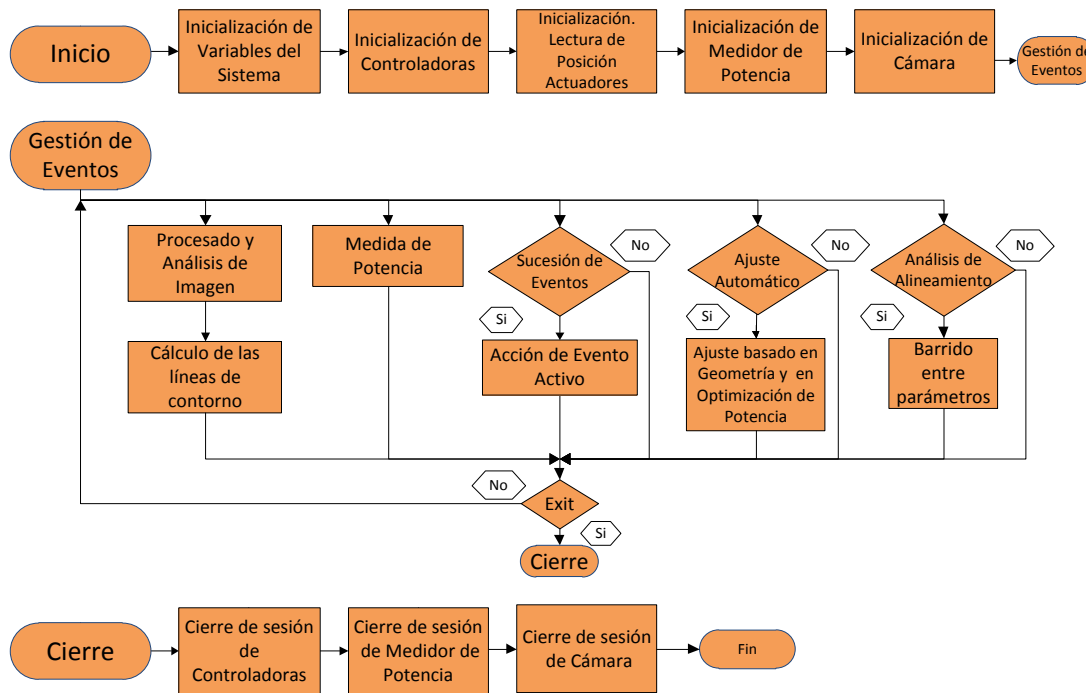 Inicio
Inicialización de
Variables del
Sistema
Inicialización de
Controladoras
Inicialización.
Lectura de
Posición
Actuadores
Inicialización
de Medidor de
Potencia
Inicialización de
Cámara
Gestión de
Eventos
Gestión de
Eventos
Procesado y
Análisis de
Imagen
Cálculo de las
líneas de
contorno
Medida de
Potencia
Sucesión de
Eventos
No
Si
Acción de Evento
Activo
Ajuste
Automático
No
Si
Ajuste basado en
Geometría y en
Optimización de
Potencia
Análisis de
Alineamiento
No
Si
Barrido
entre
parámetros
No
Exit
Si
Cierre
Cierre
Cierre de sesión
de
Controladoras
Cierre de sesión
de Medidor de
Potencia
Cierre de sesión
de Cámara
Fin